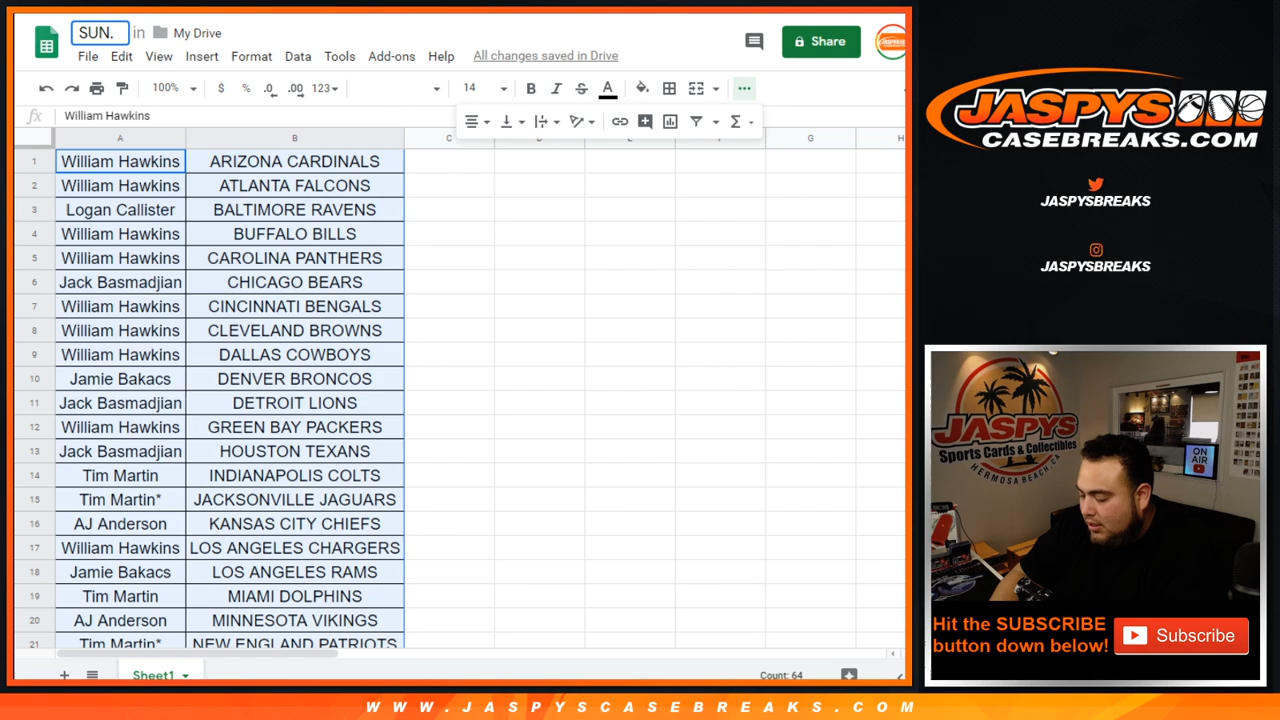 SUN. in My Drive
File Edit View Insert Format Data Tools Add-ons Help All changes saved in Drive
Share
100% $ % .0 .00 123 14 B I S A
fx William Hawkins
A B C G H
1 William Hawkins ARIZONA CARDINALS
2 William Hawkins ATLANTA FALCONS
3 Logan Callister BALTIMORE RAVENS
4 William Hawkins BUFFALO BILLS
5 William Hawkins CAROLINA PANTHERS
6 Jack Basmadjian CHICAGO BEARS
7 William Hawkins CINCINNATI BENGALS
8 William Hawkins CLEVELAND BROWNS
9 William Hawkins DALLAS COWBOYS
10 Jamie Bakacs DENVER BRONCOS
11 Jack Basmadjian DETROIT LIONS
12 William Hawkins GREEN BAY PACKERS
13 Jack Basmadjian HOUSTON TEXANS
14 Tim Martin INDIANAPOLIS COLTS
15 Tim Martin* JACKSONVILLE JAGUARS
16 AJ Anderson KANSAS CITY CHIEFS
17 William Hawkins LOS ANGELES CHARGERS
18 Jamie Bakacs LOS ANGELES RAMS
19 Tim Martin MIAMI DOLPHINS
20 AJ Anderson MINNESOTA VIKINGS
21 Tim Martin* NEW ENGLAND PATRIOTS
Sheet1 Count: 64
JASPYS
CASEBREAKS.COM
JASPYSBREAKS
JASPYSBREAKS
JASPYS
Sports Cards & Collectibles
HERMOSA BEACH, CA
ON
AIR
Hit the SUBSCRIBE
button down below!
Subscribe
WWW.JASPYSCASEBREAKS.COM